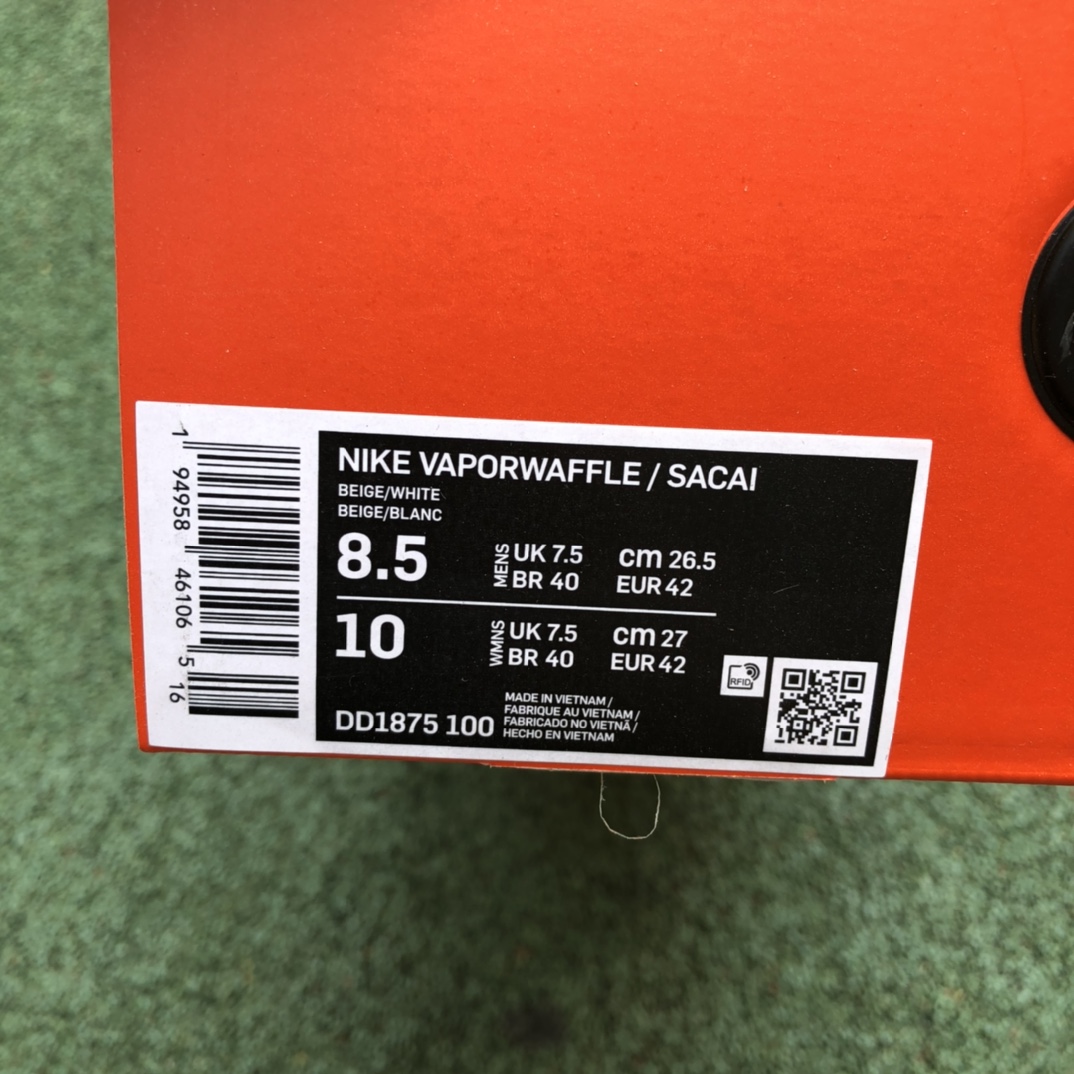 NIKE VAPORWAFFLE / SACAI
BEIGE/WHITE
BEIGE/BLANC
8.5 MENS UK 7.5 cm 26.5
BR 40 EUR 42
10 WMNS UK 7.5 cm 27
BR 40 EUR 42
RFID
DD1875 100
MADE IN VIETNAM /
FABRIQUE AU VIETNAM /
FABRICADO NO VIETNÃ /
HECHO EN VIETNAM
1 94958 46106 5 16